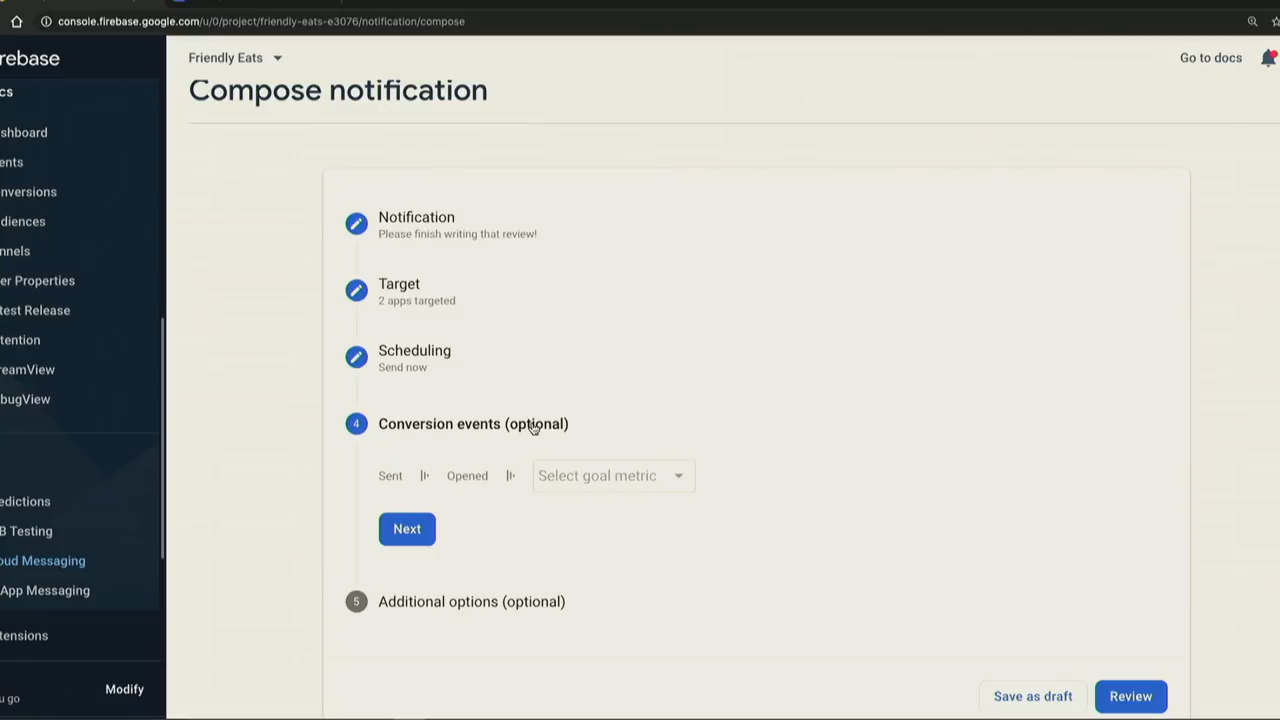 console.firebase.google.com/u/0/project/friendly-eats-e3076/notification/compose
rebase
Friendly Eats
Go to docs
cs
Compose notification
shboard
ents
nversions
diences
nnels
er Properties
test Release
tention
reamView
bugView
edictions
B Testing
oud Messaging
App Messaging
tensions
u go
Modify
Notification
Please finish writing that review!
Target
2 apps targeted
Scheduling
Send now
4 Conversion events (optional)
Sent Opened Select goal metric
Next
5 Additional options (optional)
Save as draft Review